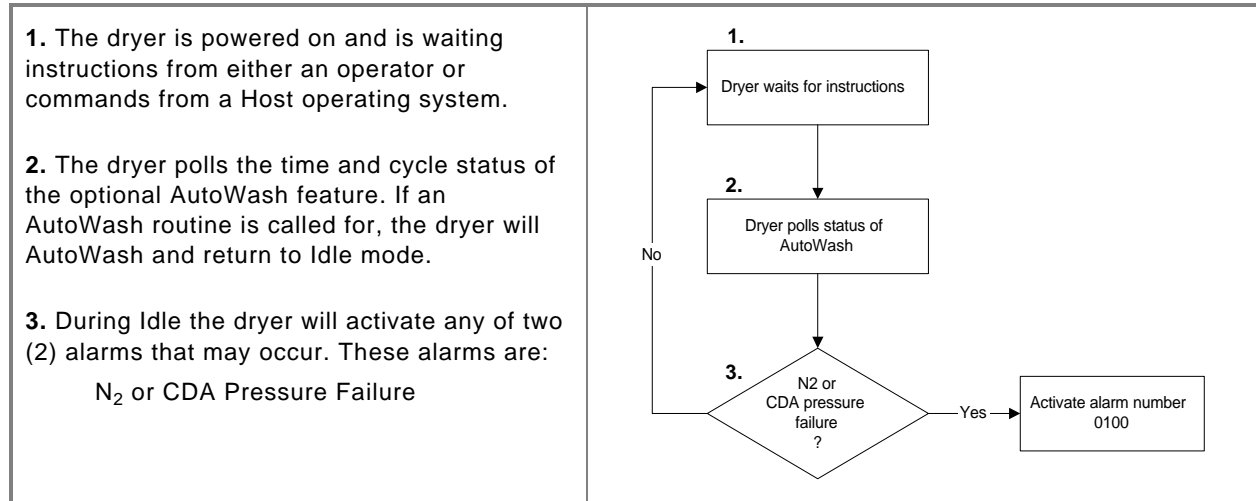 1. The dryer is powered on and is waiting
instructions from either an operator or
commands from a Host operating system.
2. The dryer polls the time and cycle status of
the optional AutoWash feature. If an
AutoWash routine is called for, the dryer will
AutoWash and return to Idle mode.
3. During Idle the dryer will activate any of two
(2) alarms that may occur. These alarms are:
N₂ or CDA Pressure Failure
1.
Dryer waits for instructions
2.
Dryer polls status of
AutoWash
No
3.
N2 or
CDA pressure
failure
?
Yes
Activate alarm number
0100